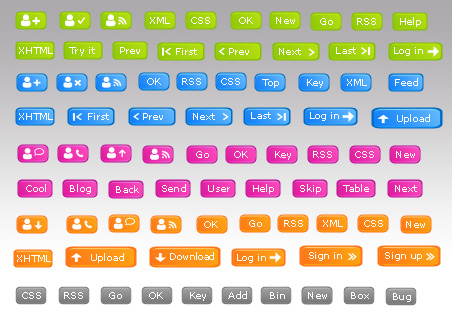 XML CSS OK New Go RSS Help
XHTML Try it Prev First Prev Next Last Log in
OK RSS CSS Top Key XML Feed
XHTML First Prev Next Last Log in Upload
Go OK Key RSS CSS New
Cool Blog Back Send User Help Skip Table Next
OK Go RSS XML CSS New
XHTML Upload Download Log in Sign in Sign up
CSS RSS Go OK Key Add Bin New Box Bug